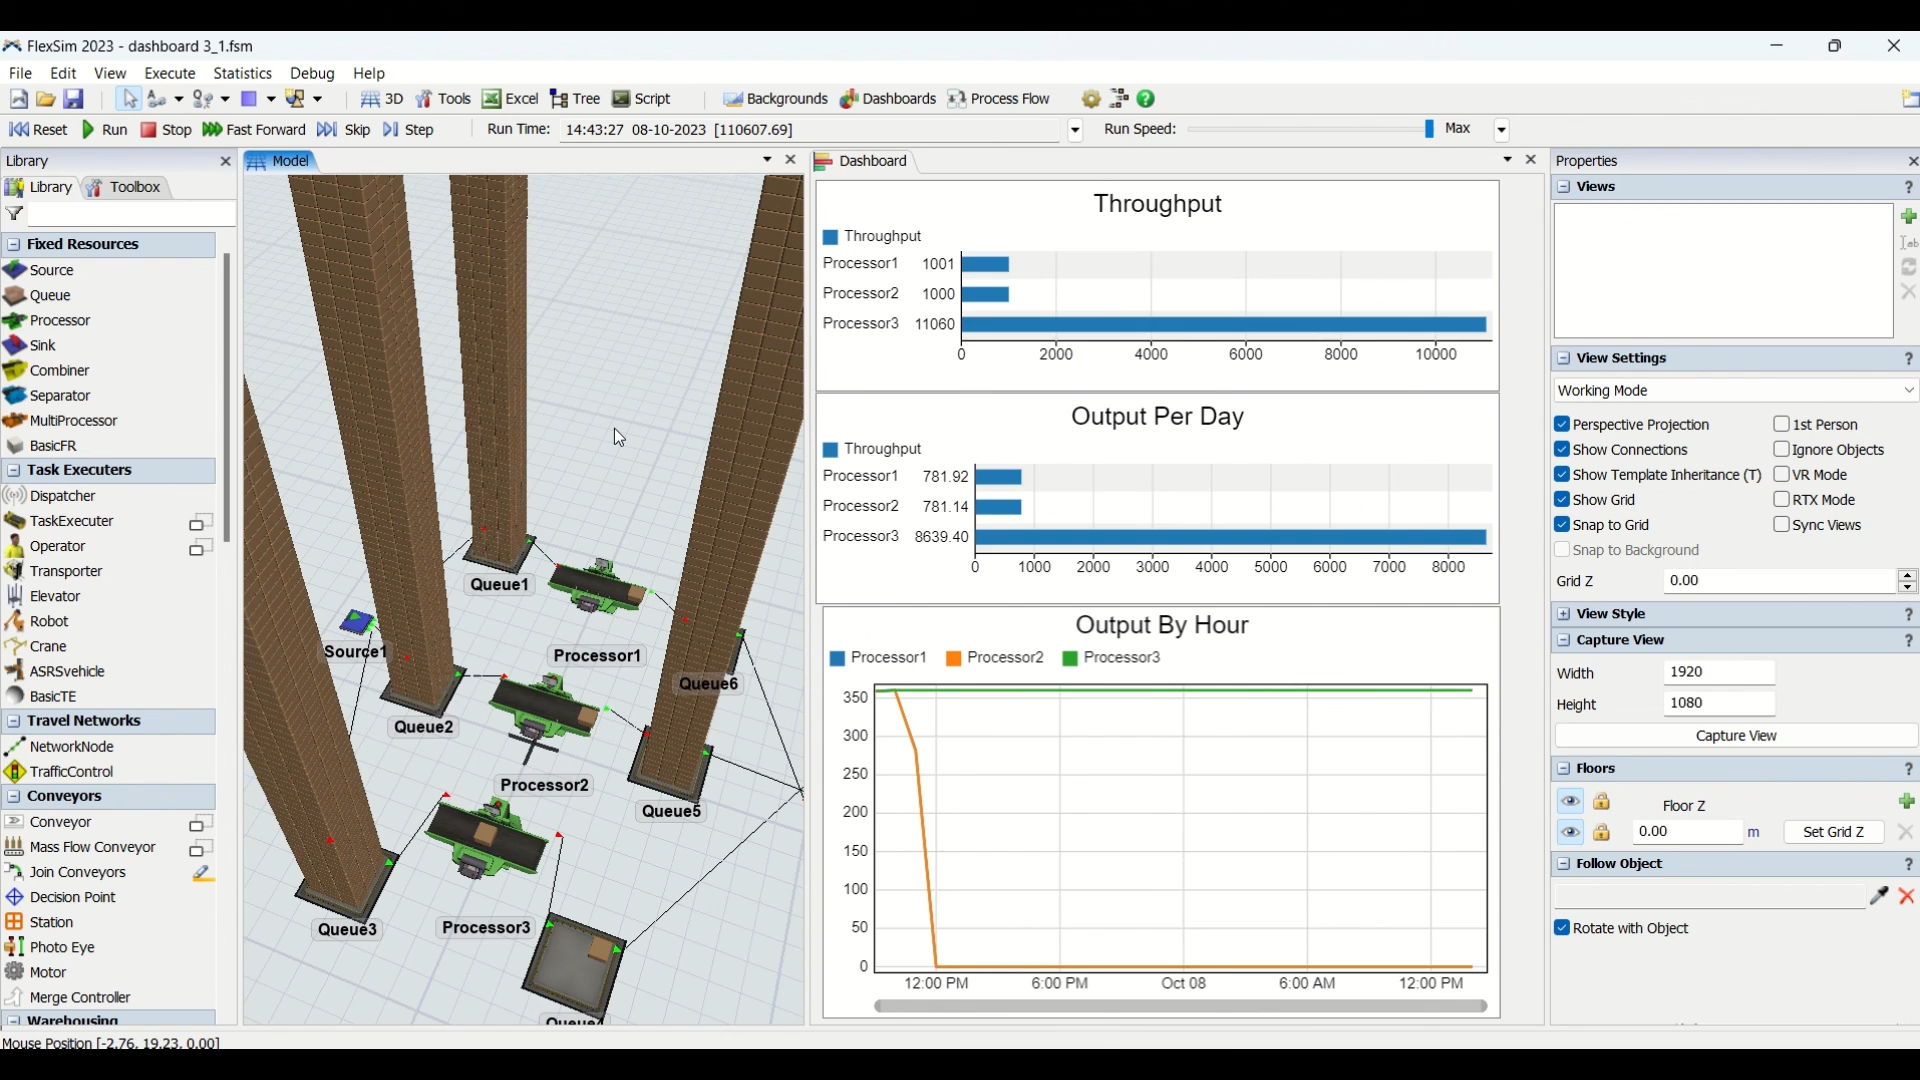 FlexSim 2023 - dashboard 3_1.fsm
File Edit View Execute Statistics Debug Help
3D Tools Excel Tree Script Backgrounds Dashboards Process Flow
Reset Run Stop Fast Forward Skip Step Run Time: 14:43:27 08-10-2023 [110607.69] Run Speed: Max
Library
Library Toolbox
Fixed Resources
Source
Queue
Processor
Sink
Combiner
Separator
MultiProcessor
BasicFR
Task Executers
Dispatcher
TaskExecuter
Operator
Transporter
Elevator
Robot
Crane
ASRSvehicle
BasicTE
Travel Networks
NetworkNode
TrafficControl
Conveyors
Conveyor
Mass Flow Conveyor
Join Conveyors
Decision Point
Station
Photo Eye
Motor
Merge Controller
Warehousing
Mouse Position [-2.76, 19.23, 0.00]
Model
Queue1
Source1
Processor1
Queue6
Queue2
Processor2
Queue5
Queue3
Processor3
Queue4
Dashboard
Throughput
Throughput
Processor1 1001
Processor2 1000
Processor3 11060
0 2000 4000 6000 8000 10000
Output Per Day
Throughput
Processor1 781.92
Processor2 781.14
Processor3 8639.40
0 1000 2000 3000 4000 5000 6000 7000 8000
Output By Hour
Processor1 Processor2 Processor3
350
300
250
200
150
100
50
0
12:00 PM 6:00 PM Oct 08 6:00 AM 12:00 PM
Properties
Views ?
View Settings ?
Working Mode
Perspective Projection 1st Person
Show Connections Ignore Objects
Show Template Inheritance (T) VR Mode
Show Grid RTX Mode
Snap to Grid Sync Views
Snap to Background
Grid Z 0.00
View Style ?
Capture View ?
Width 1920
Height 1080
Capture View
Floors ?
Floor Z
0.00 m Set Grid Z
Follow Object ?
Rotate with Object